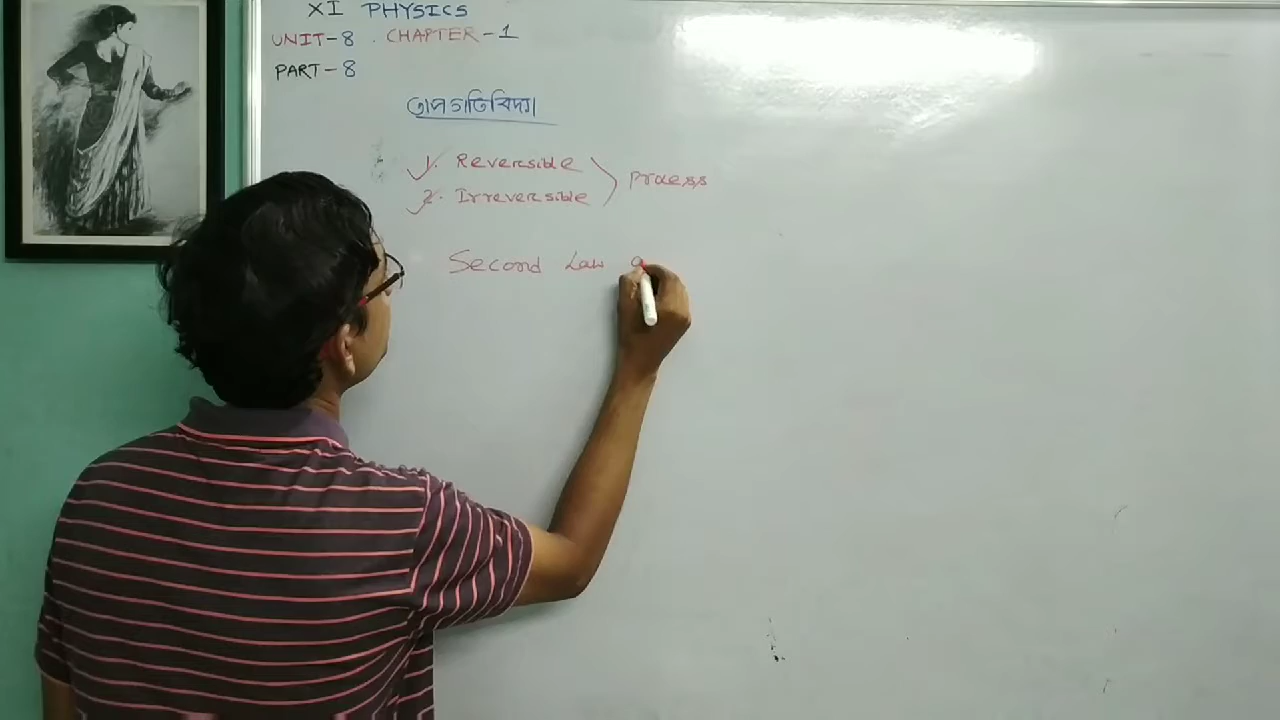 XI PHYSICS
UNIT-8. CHAPTER-1
PART-8
তাপগতিবিদ্যা
1. Reversible
2. Irreversible
} process
Second Law